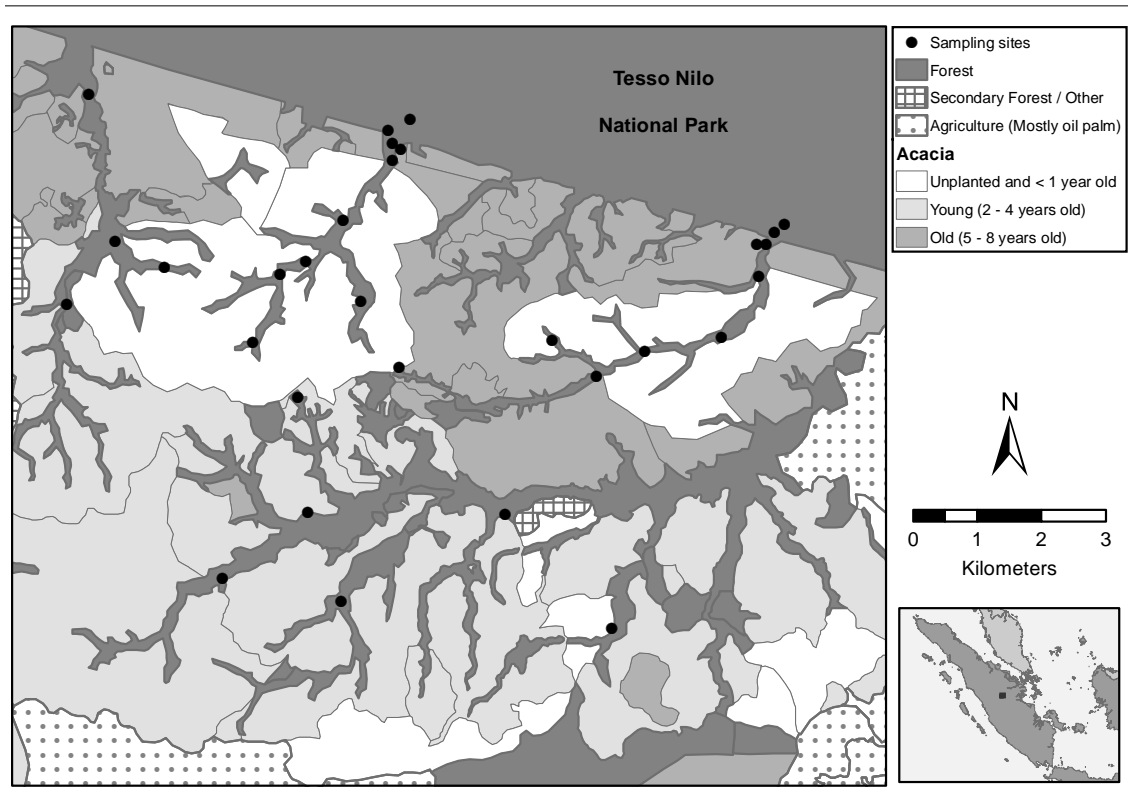 Tesso Nilo
National Park
Sampling sites
Forest
Secondary Forest / Other
Agriculture (Mostly oil palm)
Acacia
Unplanted and < 1 year old
Young (2 - 4 years old)
Old (5 - 8 years old)
N
0 1 2 3
Kilometers